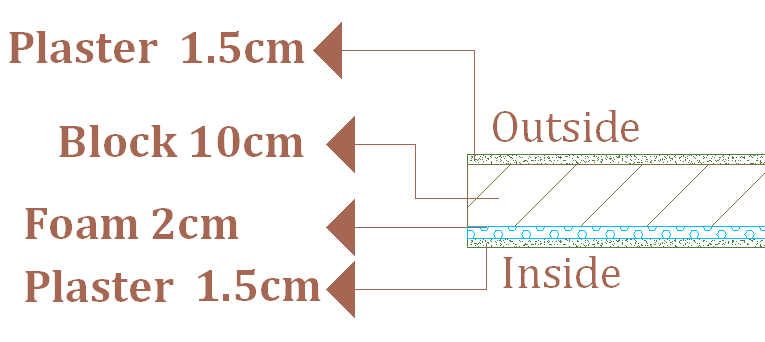 Plaster 1.5cm
Outside
Block 10cm
Foam 2cm
Inside
Plaster 1.5cm